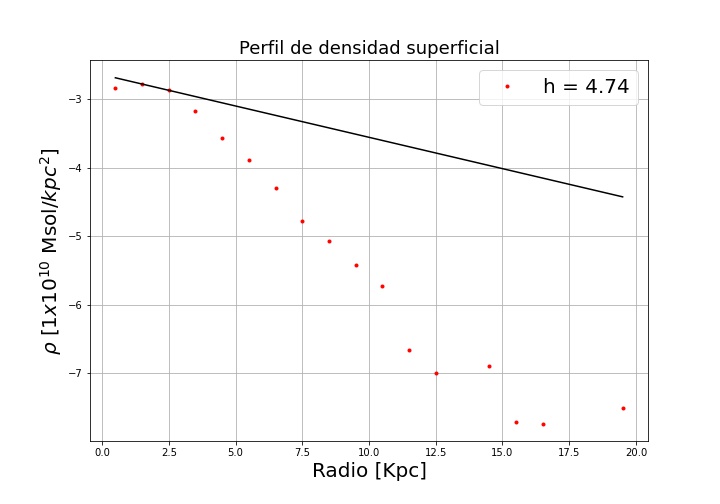 Perfil de densidad superficial
h = 4.74
ρ [1x10¹⁰ Msol/kpc²]
−3
−4
−5
−6
−7
0.0 2.5 5.0 7.5 10.0 12.5 15.0 17.5 20.0
Radio [Kpc]